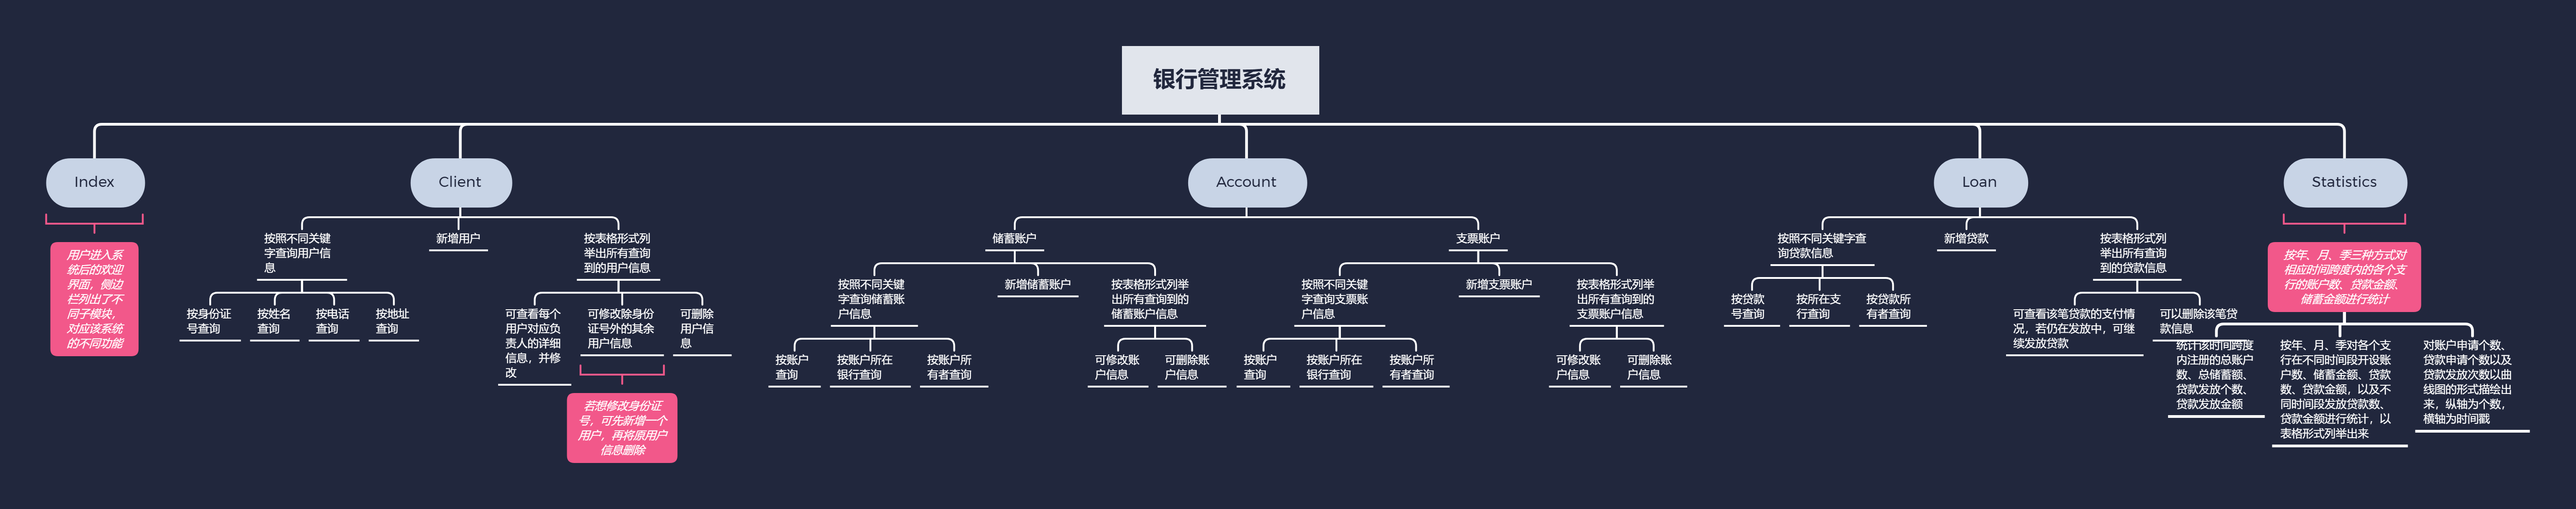 银行管理系统
Index
Client
Account
Loan
Statistics
用户进入系
统后的欢迎
界面，侧边
栏列出了不
同子模块，
对应该系统
的不同功能
按照不同关键
字查询用户信
息
新增用户
按表格形式列
举出所有查询
到的用户信息
按身份证
号查询
按姓名
查询
按电话
查询
按地址
查询
可查看每个
用户对应负
责人的详细
信息，并修
改
可修改除身份
证号外的其余
用户信息
可删除
用户信
息
若想修改身份证
号，可先新增一个
用户，再将原用户
信息删除
储蓄账户
支票账户
按照不同关键
字查询储蓄账
户信息
新增储蓄账户
按表格形式列举
出所有查询到的
储蓄账户信息
按账户
查询
按账户所在
银行查询
按账户所
有者查询
可修改账
户信息
可删除账
户信息
按照不同关键
字查询支票账
户信息
新增支票账户
按表格形式列举
出所有查询到的
支票账户信息
按账户
查询
按账户所在
银行查询
按账户所
有者查询
可修改账
户信息
可删除账
户信息
按照不同关键字查
询贷款信息
新增贷款
按表格形式列
举出所有查询
到的贷款信息
按贷款
号查询
按所在支
行查询
按贷款所
有者查询
可查看该笔贷款的支付情
况，若仍在发放中，可继
续发放贷款
可以删除该笔贷
款信息
按年、月、季三种方式对
相应时间跨度内的各个支
行的账户数、贷款金额、
储蓄金额进行统计
统计该时间跨度
内注册的总账户
数、总储蓄额、
贷款发放个数、
贷款发放金额
按年、月、季对各个支
行在不同时间段开设账
户数、储蓄金额、贷款
数、贷款金额，以及不
同时间段发放贷款数、
贷款金额进行统计，以
表格形式列举出来
对账户申请个数、
贷款申请个数以及
贷款发放次数以曲
线图的形式描绘出
来，纵轴为个数，
横轴为时间戳